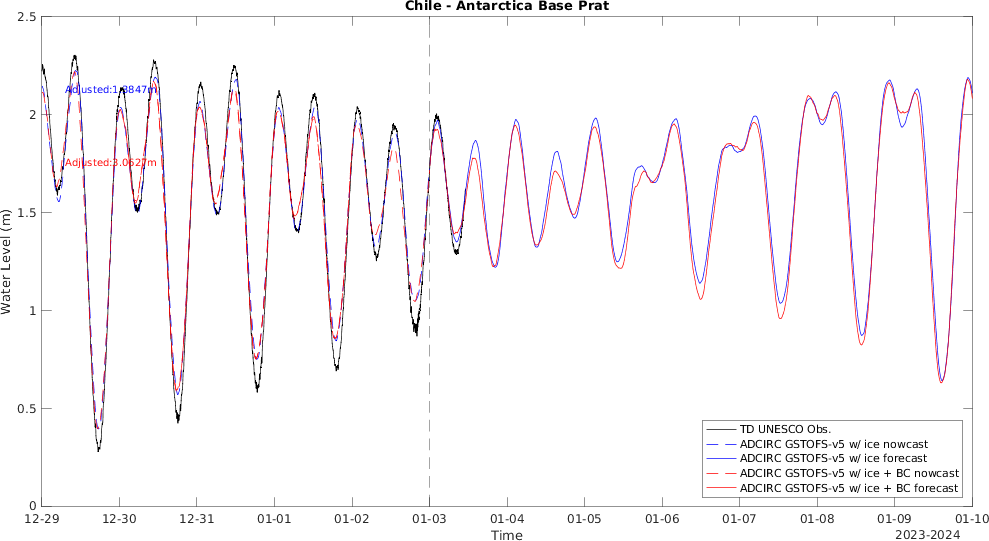 Chile - Antarctica Base Prat
2.5
2
1.5
1
0.5
0
Water Level (m)
Adjusted:3.0627m
TD UNESCO Obs.
ADCIRC GSTOFS-v5 w/ ice nowcast
ADCIRC GSTOFS-v5 w/ ice forecast
ADCIRC GSTOFS-v5 w/ ice + BC nowcast
ADCIRC GSTOFS-v5 w/ ice + BC forecast
12-29 12-30 12-31 01-01 01-02 01-03 01-04 01-05 01-06 01-07 01-08 01-09 01-10
Time
2023-2024